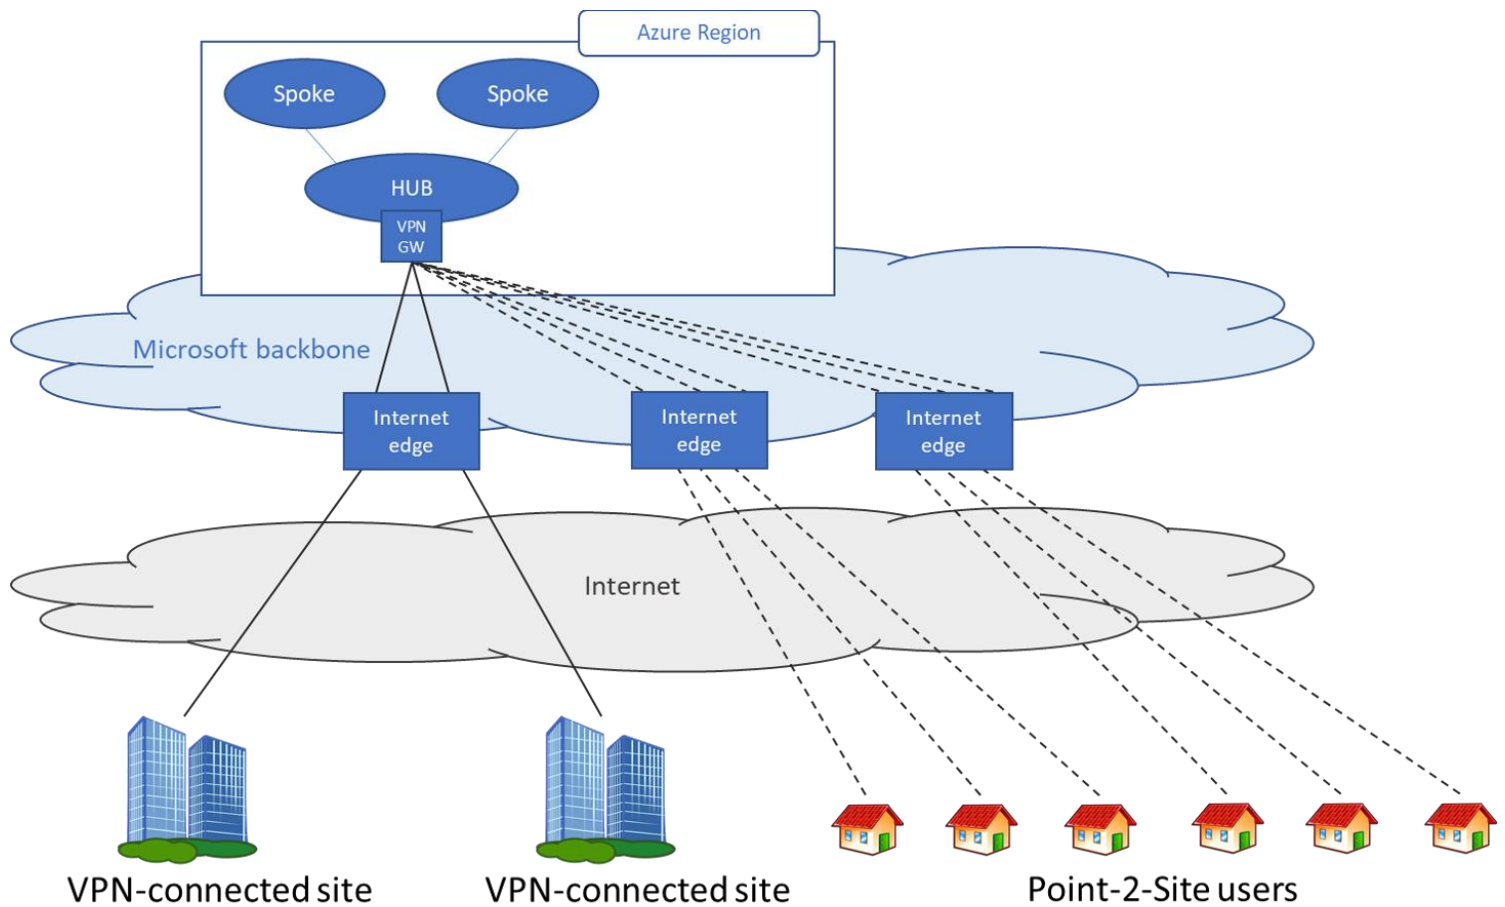 Azure Region
Spoke
Spoke
HUB
VPN
GW
Microsoft backbone
Internet
edge
Internet
edge
Internet
edge
Internet
VPN-connected site
VPN-connected site
Point-2-Site users